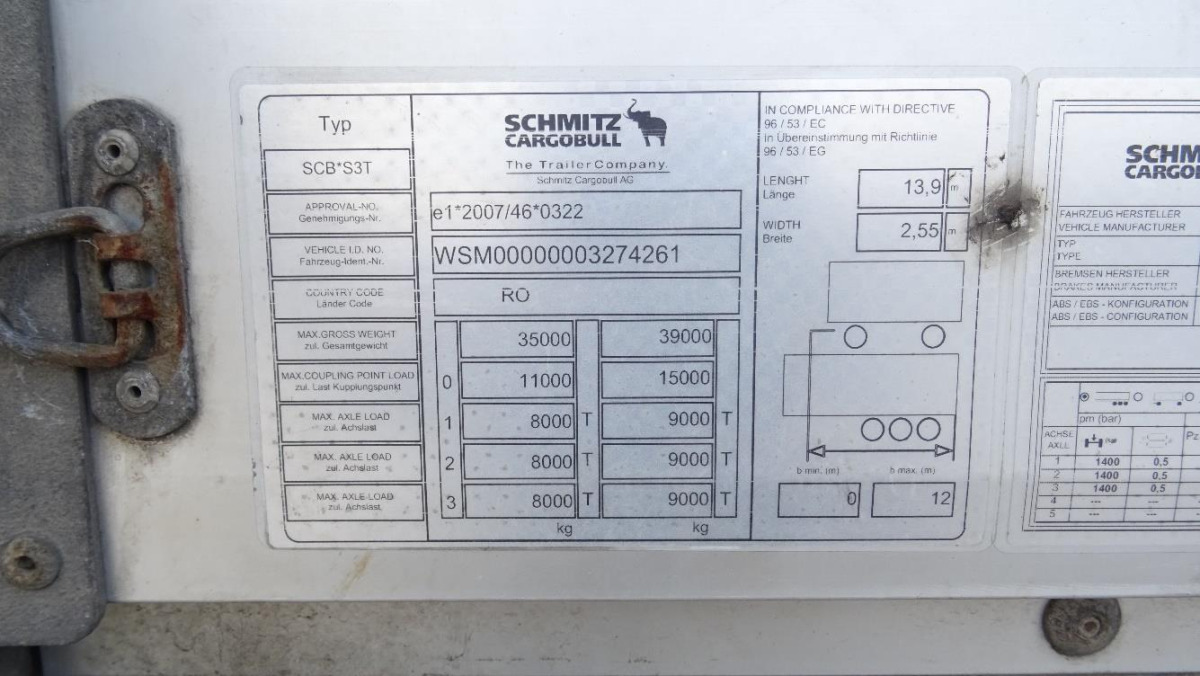 Typ
SCB*S3T
APPROVAL-NO.
Genehmigungs-Nr.
VEHICLE I.D. NO.
Fahrzeug-Ident.-Nr.
COUNTRY CODE
Länder Code
MAX.GROSS WEIGHT
zul. Gesamtgewicht
MAX.COUPLING POINT LOAD
zul. Last Kupplungspunkt
MAX. AXLE LOAD
zul. Achslast
MAX. AXLE LOAD
zul. Achslast
MAX. AXLE LOAD
zul. Achslast
SCHMITZ
CARGOBULL
The Trailer Company.
Schmitz Cargobull AG
e1*2007/46*0322
WSM00000003274261
RO
35000 39000
0 11000 15000
1 8000 T 9000 T
2 8000 T 9000 T
3 8000 T 9000 T
kg kg
IN COMPLIANCE WITH DIRECTIVE
96 / 53 / EC
in Übereinstimmung mit Richtlinie
96 / 53 / EG
LENGHT
Länge
13,9 m
WIDTH
Breite
2,55 m
b min. (m) b max. (m)
0 12
SCHM
CARGO
FAHRZEUG HERSTELLER
VEHICLE MANUFACTURER
TYP
TYPE
BREMSEN HERSTELLER
BRAKES MANUFACTURER
ABS / EBS - KONFIGURATION
ABS / EBS - CONFIGURATION
pm (bar)
ACHSE
AXLE
Pz
1 1400 0,5
2 1400 0,5
3 1400 0,5
4 --- ---
5 --- ---